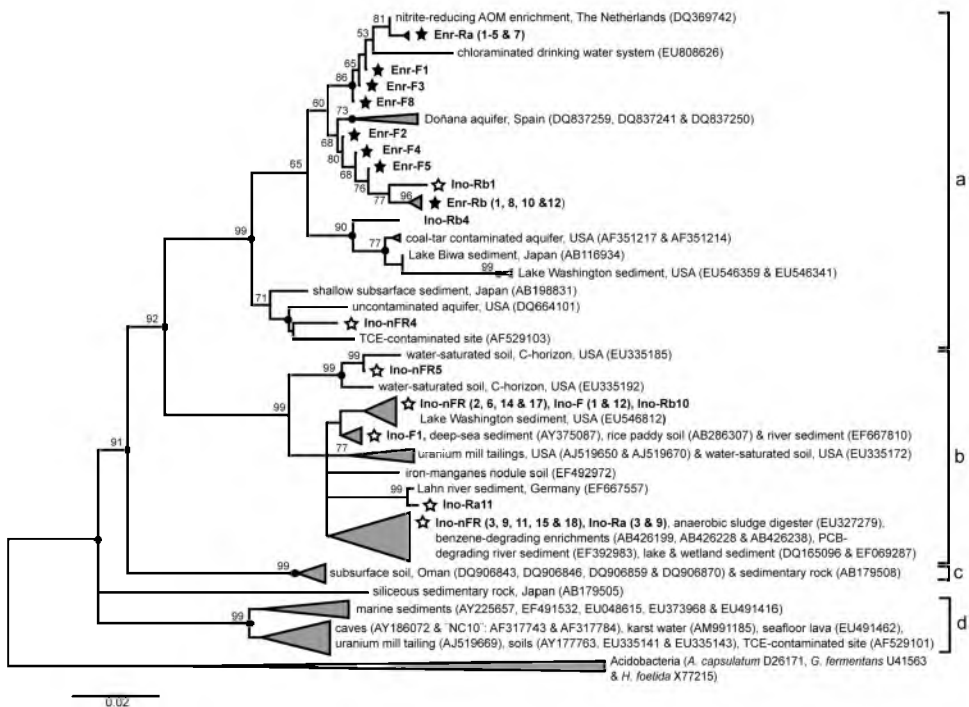 81
nitrite-reducing AOM enrichment, The Netherlands (DQ369742)
Enr-Ra (1-5 & 7)
53
chloraminated drinking water system (EU808626)
65
Enr-F1
86
Enr-F3
60
Enr-F8
73
Doñana aquifer, Spain (DQ837259, DQ837241 & DQ837250)
Enr-F2
68
Enr-F4
80
Enr-F5
65
68
76
Ino-Rb1
77
96
Enr-Rb (1, 8, 10 &12)
a
Ino-Rb4
90
coal-tar contaminated aquifer, USA (AF351217 & AF351214)
77
Lake Biwa sediment, Japan (AB116934)
99
99
Lake Washington sediment, USA (EU546359 & EU546341)
shallow subsarface sediment, Japan (AB198831)
71
uncontaminated aquifer, USA (DQ664101)
Ino-nFR4
92
TCE-contaminated site (AF529103)
99
water-saturated soil, C-horizon, USA (EU335185)
Ino-nFR5
99
water-saturated soil, C-horizon, USA (EU335192)
99
Ino-nFR (2, 6, 14 & 17), Ino-F (1 & 12), Ino-Rb10
Lake Washington sediment, USA (EU546812)
Ino-F1, deep-sea sediment (AY375087), rice paddy soil (AB286307) & river sediment (EF667810)
91
77
uranium mill tailings, USA (AJ519650 & AJ519670) & water-saturated soil, USA (EU335172)
b
iron-manganes nodule soil (EF492972)
99
Lahn river sediment, Germany (EF667557)
Ino-Ra11
Ino-nFR (3, 9, 11, 15 & 18), Ino-Ra (3 & 9), anaerobic sludge digester (EU327279),
benzene-degrading enrichments (AB426199, AB426228 & AB426238), PCB-
degrading river sediment (EF392983), lake & wetland sediment (DQ165096 & EF069287)
99
subsurface soil, Oman (DQ906843, DQ906846, DQ906859 & DQ906870) & sedimentary rock (AB179508)
c
siliceous sedimentary rock, Japan (AB179505)
marine sediments (AY225657, EF491532, EU048615, EU373968 & EU491416)
99
caves (AY186072 & ¨NC10¨: AF317743 & AF317784), karst water (AM991185), seafloor lava (EU491462),
uranium mill tailing (AJ519669), soils (AY177763, EU335141 & EU335143), TCE-contaminated site (AF529101)
d
Acidobacteria (A. capsulatum D26171, G. fermentans U41563
& H. foetida X77215)
0.02